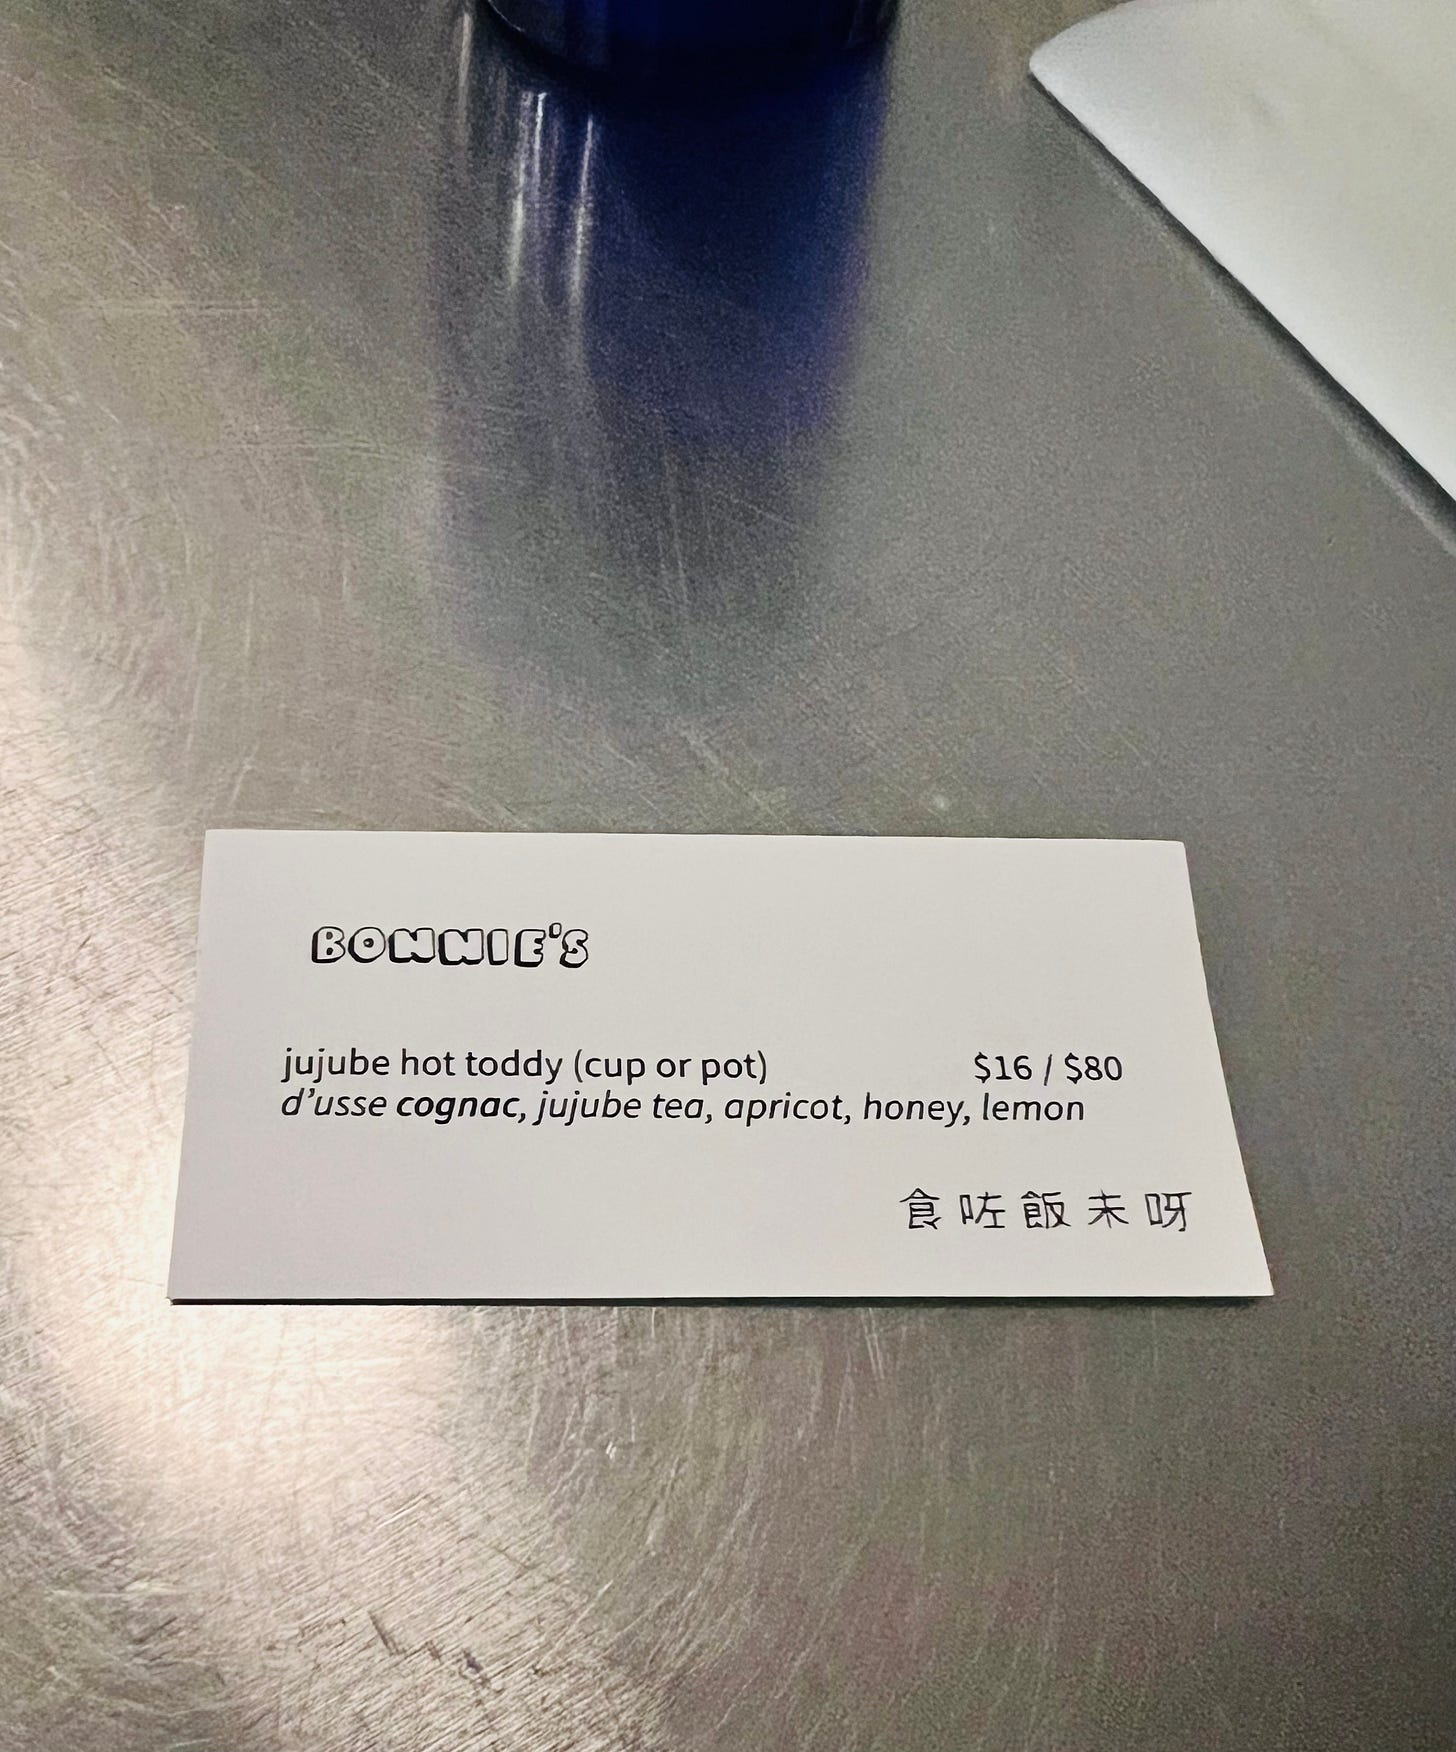 BONNIE'S
jujube hot toddy (cup or pot) $16 / $80
d'usse cognac, jujube tea, apricot, honey, lemon
食咗飯未呀